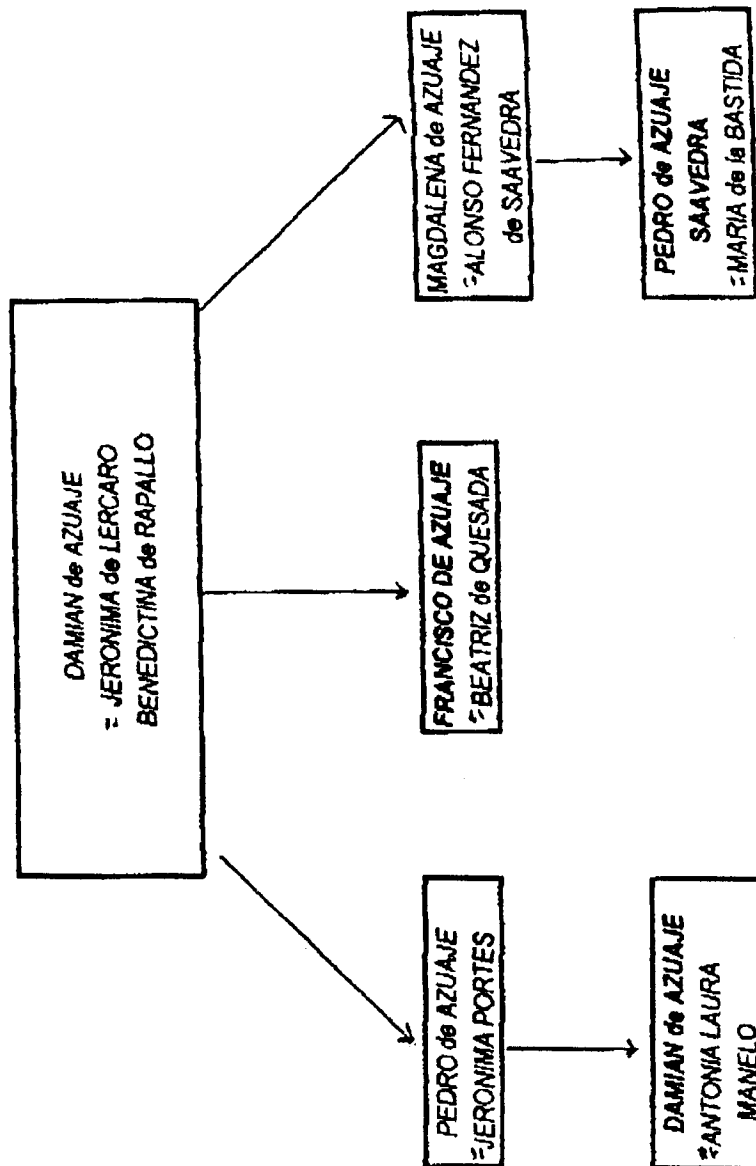 DAMIAN de AZUAJE
= JERONIMA de LERCARO
BENEDICTINA de RAPALLO
PEDRO de AZUAJE
=JERONIMA PORTES
FRANCISCO DE AZUAJE
=BEATRIZ de QUESADA
MAGDALENA de AZUAJE
=ALONSO FERNANDEZ
de SAAVEDRA
DAMIAN de AZUAJE
=ANTONIA LAURA
MANELO
PEDRO de AZUAJE
SAAVEDRA
=MARIA de la BASTIDA